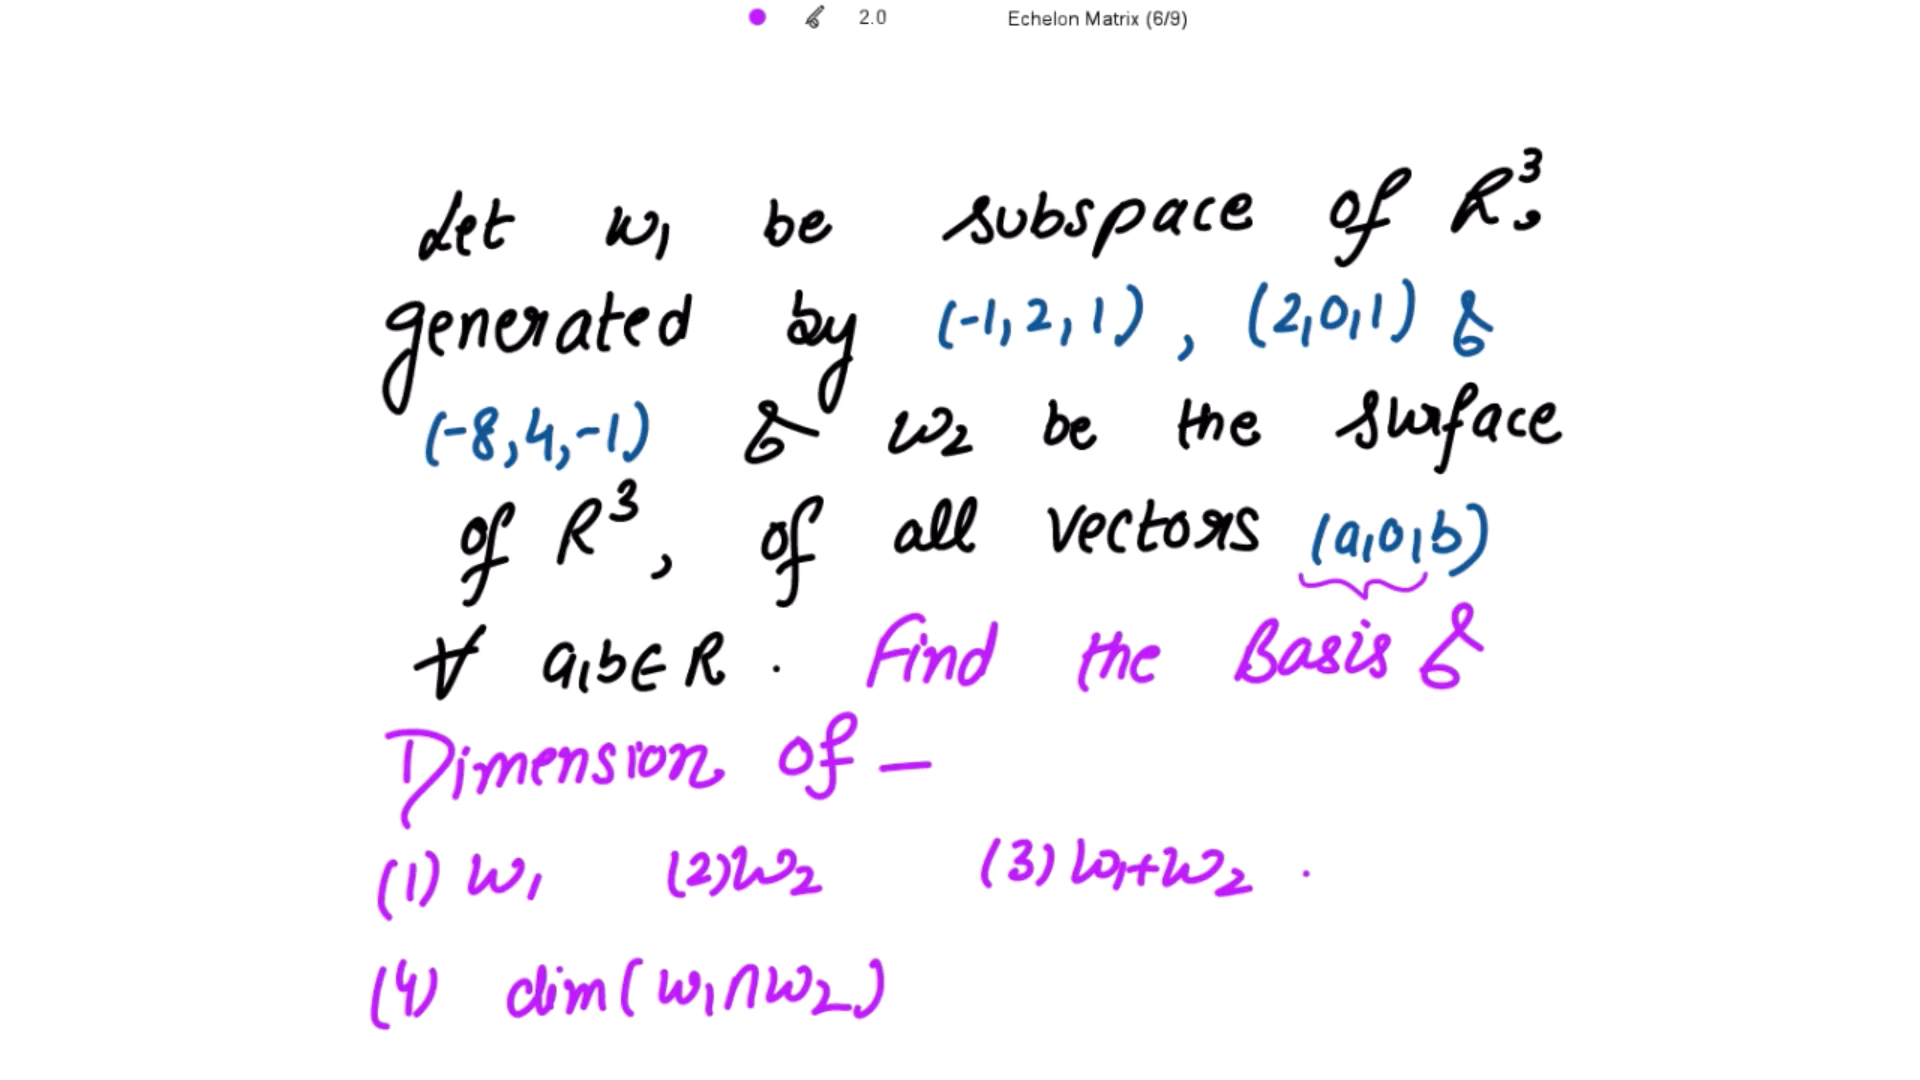 2.0 Echelon Matrix (6/9)
Let W₁ be subspace of R³.
generated by (-1,2,1) , (2,0,1) &
(-8,4,-1) & W₂ be the surface
of R³, of all vectors (a,0,b)
∀ a,b∈R . Find the Basis &
Dimension of —
(1) W₁ (2) W₂ (3) W₁+W₂ .
(4) dim(W₁∩W₂)